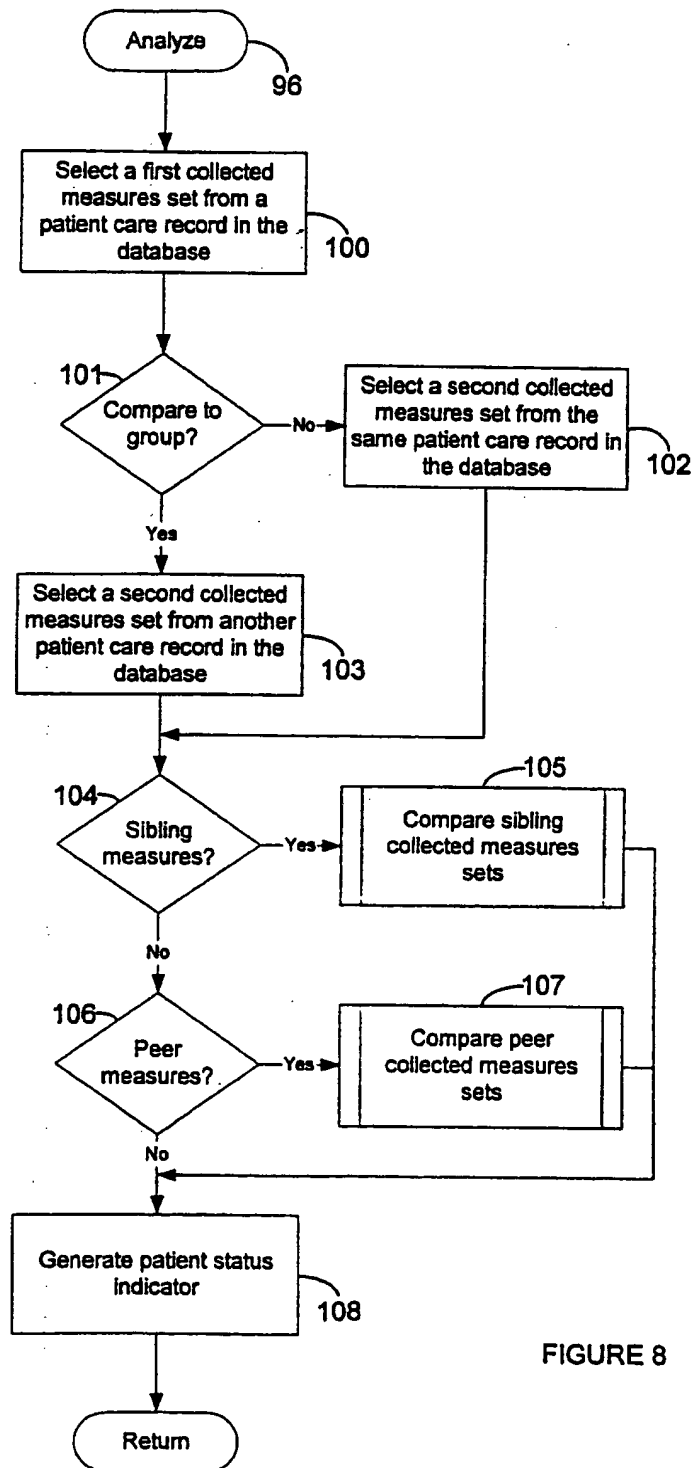 Analyze
96
Select a first collected
measures set from a
patient care record in the
database
100
101
Compare to
group?
No
Select a second collected
measures set from the
same patient care record in
the database
102
Yes
Select a second collected
measures set from another
patient care record in the
database
103
104
Sibling
measures?
Yes
105
Compare sibling
collected measures
sets
No
106
Peer
measures?
Yes
107
Compare peer
collected measures
sets
No
Generate patient status
indicator
108
FIGURE 8
Return